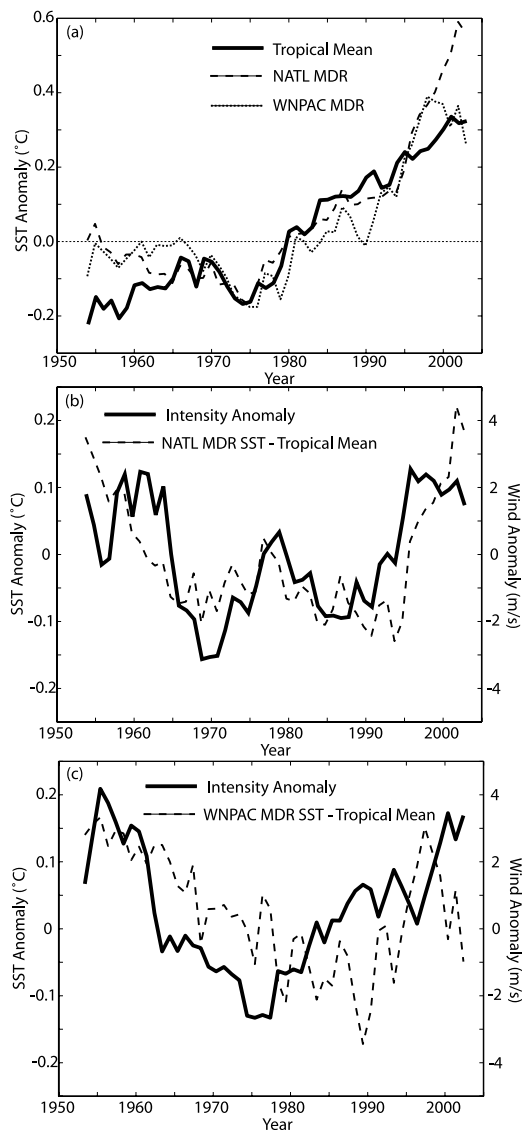 (a)
Tropical Mean
NATL MDR
WNPAC MDR
SST Anomaly (˚C)
0.6
0.4
0.2
0.0
-0.2
1950
1960
1970
1980
1990
2000
Year
(b)
Intensity Anomaly
NATL MDR SST - Tropical Mean
SST Anomaly (˚C)
0.2
0.1
0
-0.1
-0.2
Wind Anomaly (m/s)
4
2
0
-2
-4
1950
1960
1970
1980
1990
2000
Year
(c)
Intensity Anomaly
WNPAC MDR SST - Tropical Mean
SST Anomaly (˚C)
0.2
0.1
0
-0.1
-0.2
Wind Anomaly (m/s)
4
2
0
-2
-4
1950
1960
1970
1980
1990
2000
Year